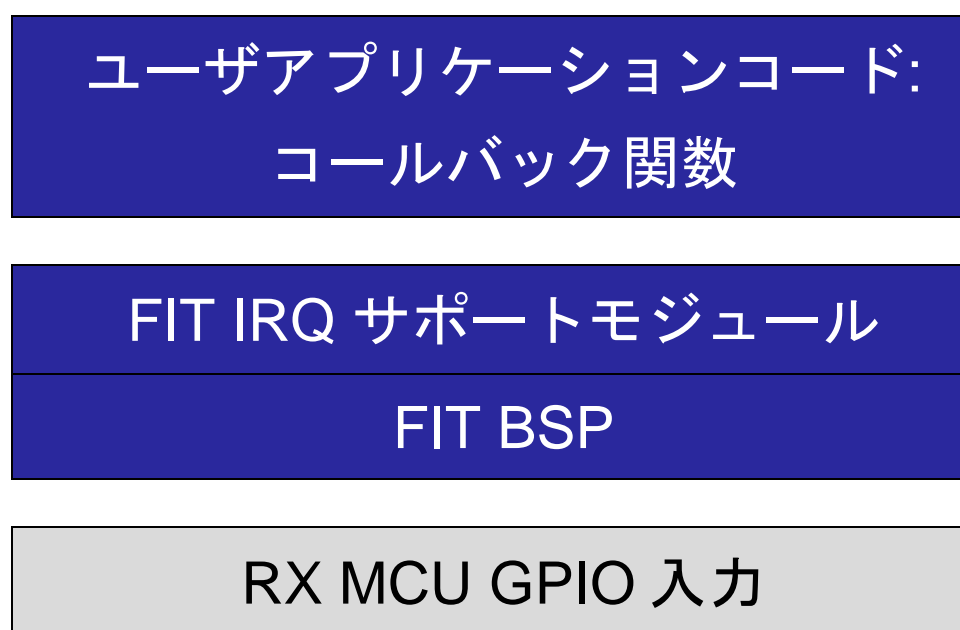 ユーザアプリケーションコード:
コールバック関数
FIT IRQ サポートモジュール
FIT BSP
RX MCU GPIO 入力